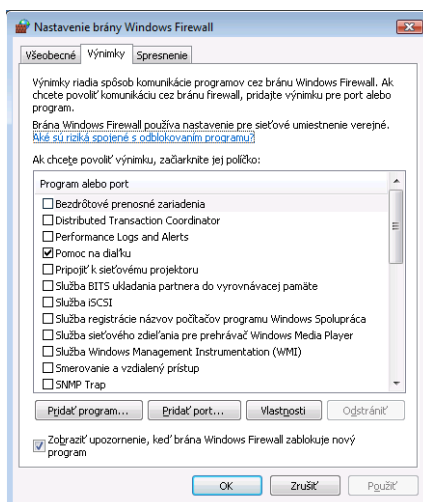 Nastavenie brány Windows Firewall
Všeobecné Výnimky Spresnenie
Výnimky riadia spôsob komunikácie programov cez bránu Windows Firewall. Ak
chcete povoliť komunikáciu cez bránu firewall, pridajte výnimku pre port alebo
program.
Brána Windows Firewall používa nastavenie pre sieťové umiestnenie verejné.
Aké sú riziká spojené s odblokovaním programu?
Ak chcete povoliť výnimku, začiarknite jej políčko:
Program alebo port
Bezdrôtové prenosné zariadenia
Distributed Transaction Coordinator
Performance Logs and Alerts
Pomoc na diaľku
Pripojiť k sieťovému projektoru
Služba BITS ukladania partnera do vyrovnávacej pamäte
Služba iSCSI
Služba registrácie názvov počítačov programu Windows Spolupráca
Služba sieťového zdieľania pre prehrávač Windows Media Player
Služba Windows Management Instrumentation (WMI)
Smerovanie a vzdialený prístup
SNMP Trap
Pridať program... Pridať port... Vlastnosti Odstrániť
Zobraziť upozornenie, keď brána Windows Firewall zablokuje nový
program
OK Zrušiť Použiť